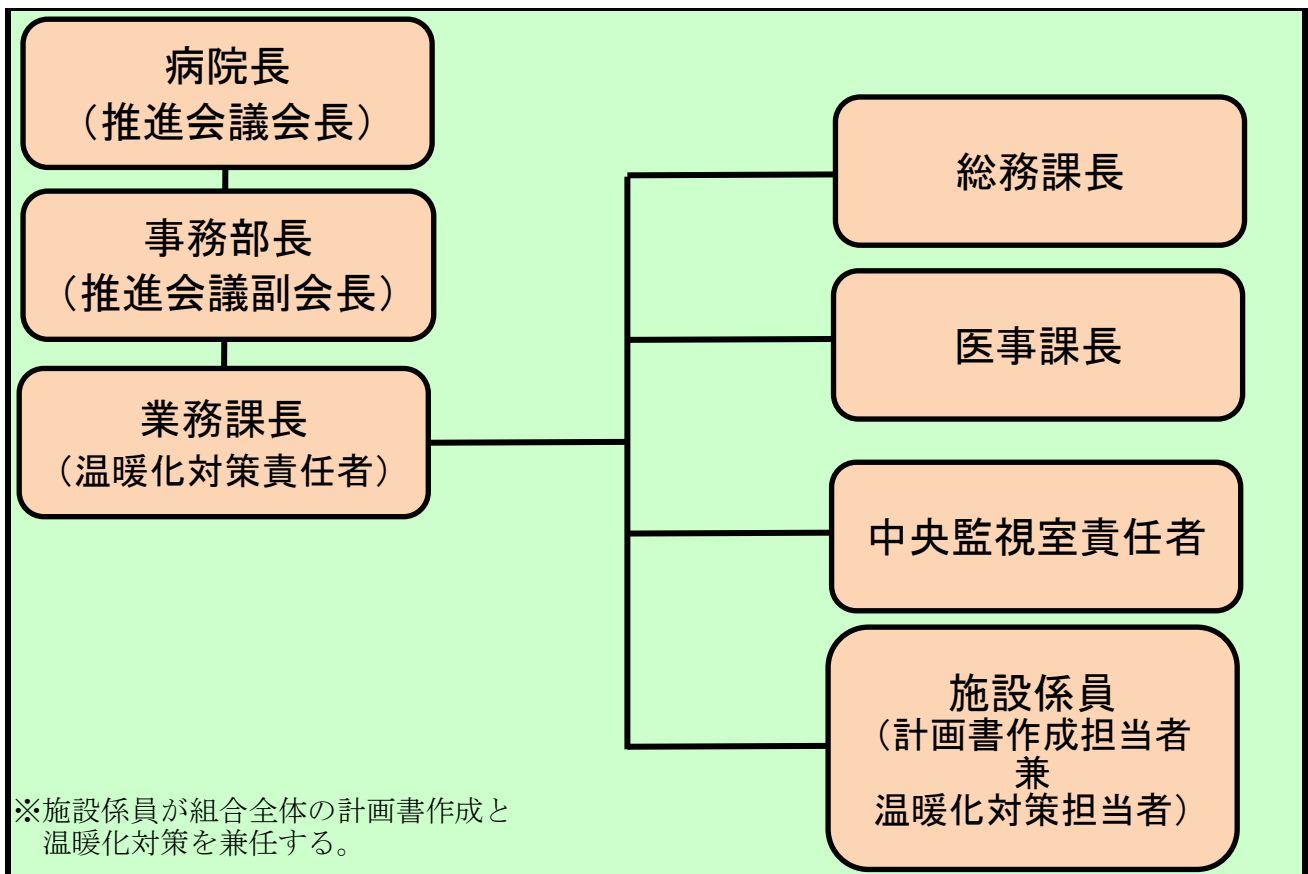 病院長
（推進会議会長）
事務部長
（推進会議副会長）
業務課長
（温暖化対策責任者）
総務課長
医事課長
中央監視室責任者
施設係員
（計画書作成担当者
兼
温暖化対策担当者）
※施設係員が組合全体の計画書作成と
温暖化対策を兼任する。